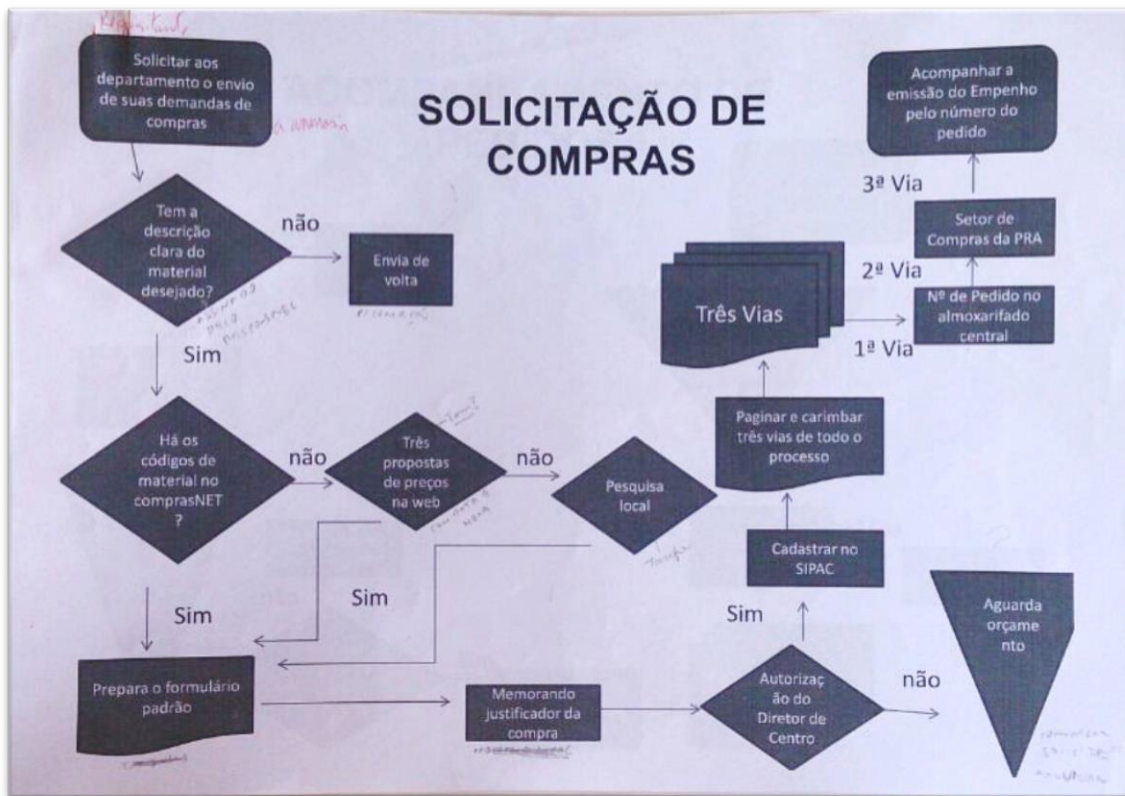 SOLICITAÇÃO DE
COMPRAS
Solicitar aos
departamento o envio
de suas demandas de
compras
Tem a
descrição
clara do
material
desejado?
não
Envia de
volta
Sim
Há os
códigos de
material no
comprasNET
?
não
Três
propostas
de preços
na web
não
Pesquisa
local
Sim
Sim
Prepara o formulário
padrão
Memorando
justificador da
compra
Autorizaç
ão do
Diretor de
Centro
não
Aguarda
orçame
nto
Sim
Cadastrar no
SIPAC
Paginar e carimbar
três vias de todo o
processo
Três Vias
1ª Via
Nº de Pedido no
almoxarifado
central
2ª Via
Setor de
Compras da PRA
3ª Via
Acompanhar a
emissão do Empenho
pelo número do
pedido